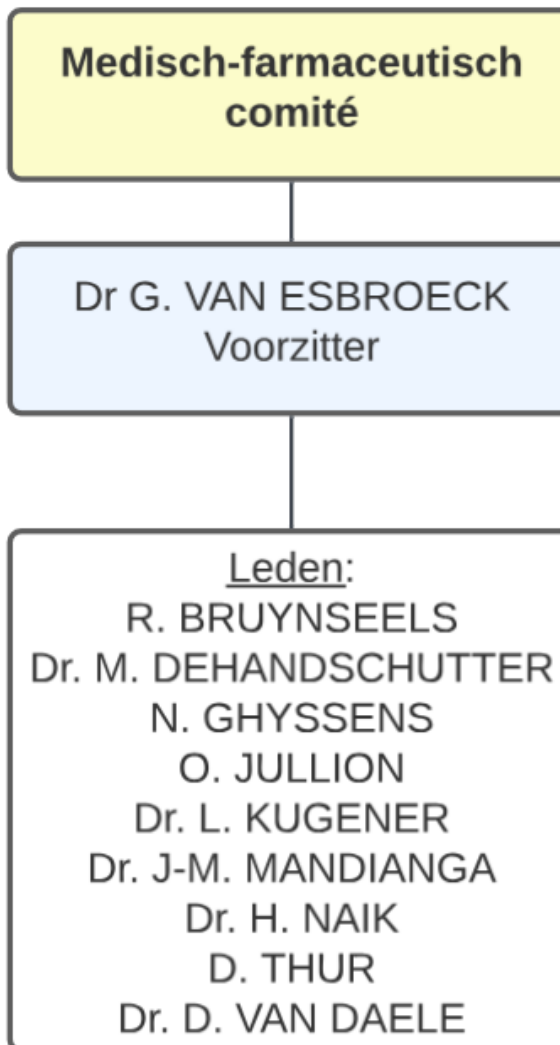 Medisch-farmaceutisch
comité
Dr G. VAN ESBROECK
Voorzitter
Leden:
R. BRUYNSEELS
Dr. M. DEHANDSCHUTTER
N. GHYSSENS
O. JULLION
Dr. L. KUGENER
Dr. J-M. MANDIANGA
Dr. H. NAIK
D. THUR
Dr. D. VAN DAELE